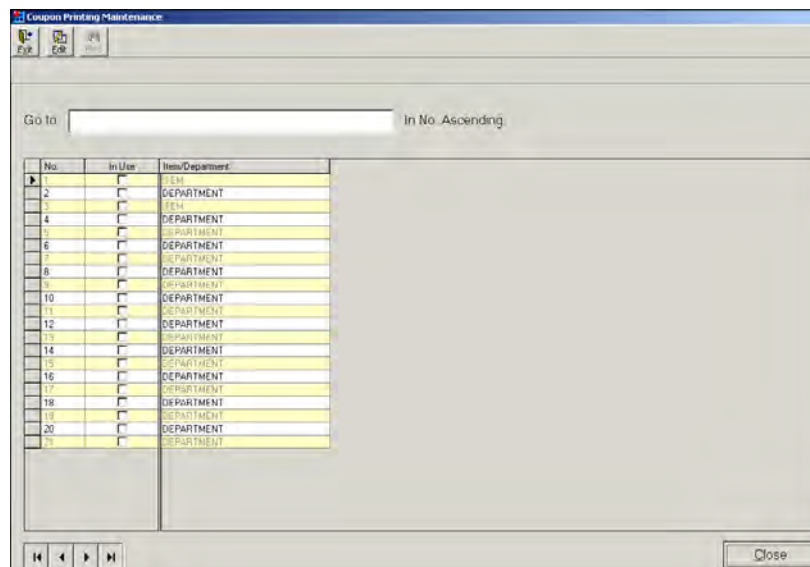 Coupon Printing Maintenance
Exit Edit
Go to In No. Ascending
No. In Use Item/Department
1 ITEM
2 DEPARTMENT
3 ITEM
4 DEPARTMENT
5 DEPARTMENT
6 DEPARTMENT
7 DEPARTMENT
8 DEPARTMENT
9 DEPARTMENT
10 DEPARTMENT
11 DEPARTMENT
12 DEPARTMENT
13 DEPARTMENT
14 DEPARTMENT
15 DEPARTMENT
16 DEPARTMENT
17 DEPARTMENT
18 DEPARTMENT
19 DEPARTMENT
20 DEPARTMENT
21 DEPARTMENT
Close